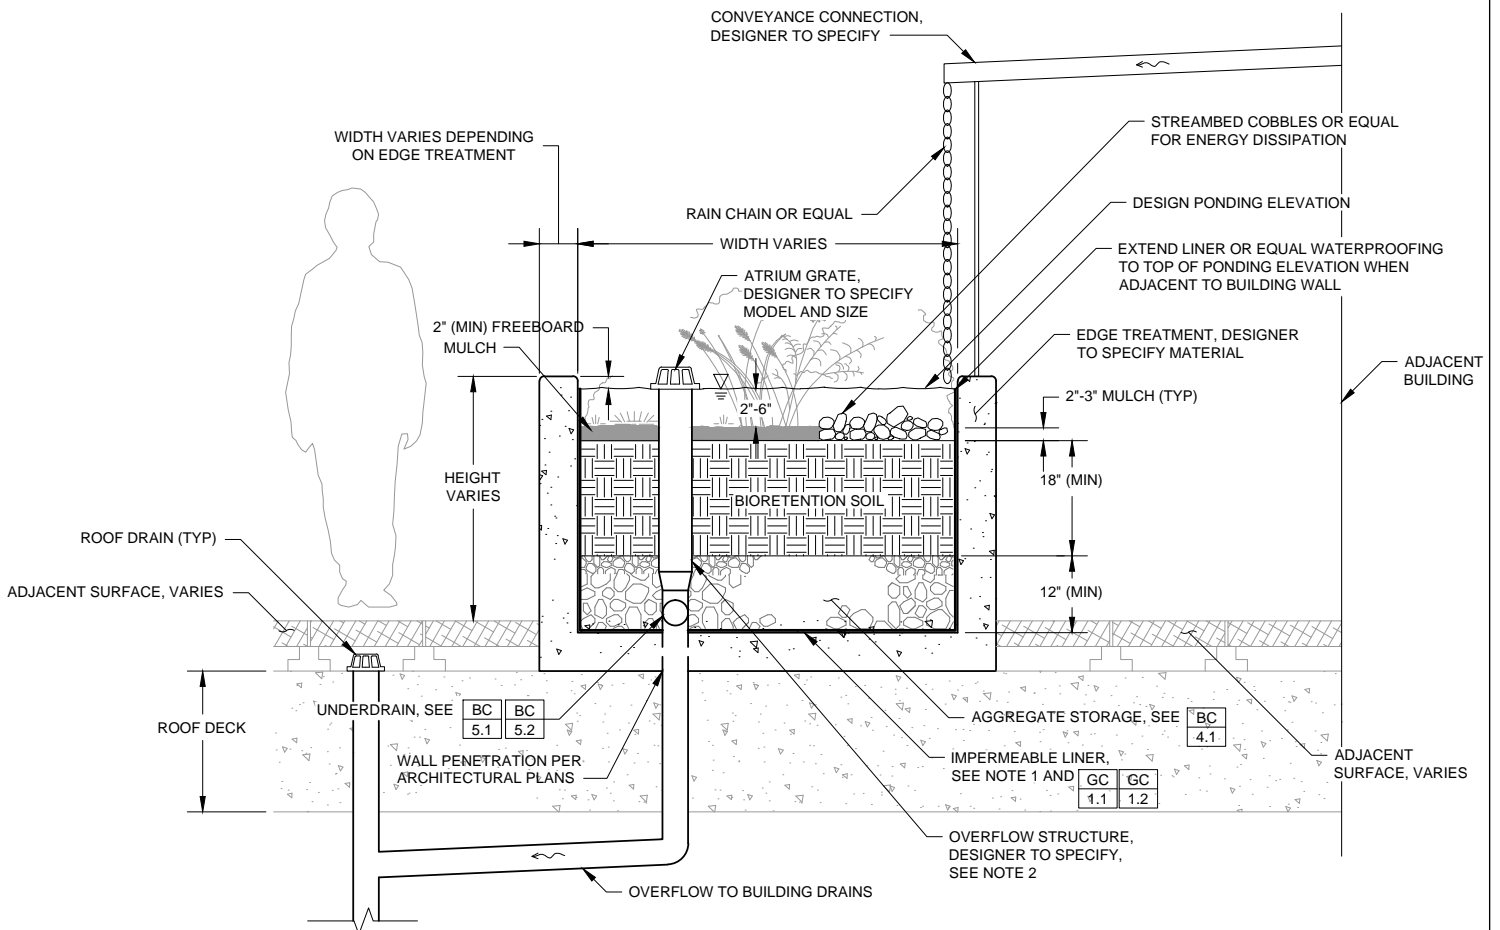 CONVEYANCE CONNECTION,
DESIGNER TO SPECIFY
WIDTH VARIES DEPENDING
ON EDGE TREATMENT
STREAMBED COBBLES OR EQUAL
FOR ENERGY DISSIPATION
RAIN CHAIN OR EQUAL
DESIGN PONDING ELEVATION
WIDTH VARIES
EXTEND LINER OR EQUAL WATERPROOFING
TO TOP OF PONDING ELEVATION WHEN
ADJACENT TO BUILDING WALL
ATRIUM GRATE,
DESIGNER TO SPECIFY
MODEL AND SIZE
2" (MIN) FREEBOARD
MULCH
EDGE TREATMENT, DESIGNER
TO SPECIFY MATERIAL
ADJACENT
BUILDING
2"-3" MULCH (TYP)
2"-6"
HEIGHT
VARIES
18" (MIN)
BIORETENTION SOIL
ROOF DRAIN (TYP)
ADJACENT SURFACE, VARIES
12" (MIN)
UNDERDRAIN, SEE
BC
5.1
BC
5.2
ROOF DECK
AGGREGATE STORAGE, SEE
BC
4.1
WALL PENETRATION PER
ARCHITECTURAL PLANS
IMPERMEABLE LINER,
SEE NOTE 1 AND
GC
1.1
GC
1.2
ADJACENT
SURFACE, VARIES
OVERFLOW STRUCTURE,
DESIGNER TO SPECIFY,
SEE NOTE 2
OVERFLOW TO BUILDING DRAINS